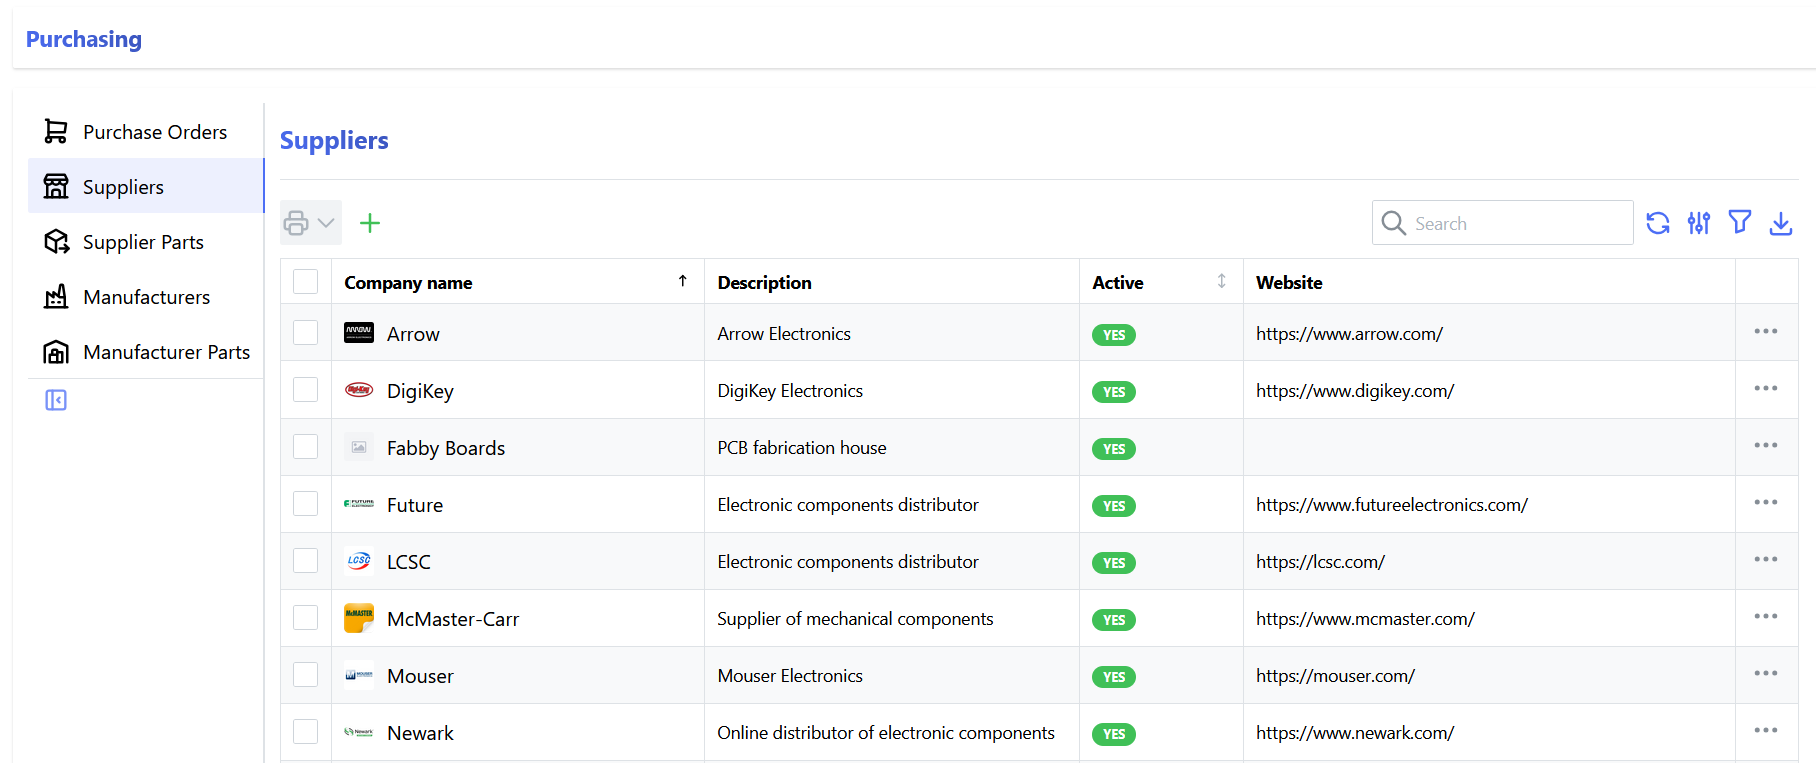 Purchasing
Purchase Orders
Suppliers
Supplier Parts
Manufacturers
Manufacturer Parts
Suppliers
Search
Company name Description Active Website
Arrow Arrow Electronics YES https://www.arrow.com/
DigiKey DigiKey Electronics YES https://www.digikey.com/
Fabby Boards PCB fabrication house YES
Future Electronic components distributor YES https://www.futureelectronics.com/
LCSC LCSC Electronic components distributor YES https://lcsc.com/
McMASTER McMaster-Carr Supplier of mechanical components YES https://www.mcmaster.com/
MOUSER Mouser Mouser Electronics YES https://mouser.com/
Newark Newark Online distributor of electronic components YES https://www.newark.com/